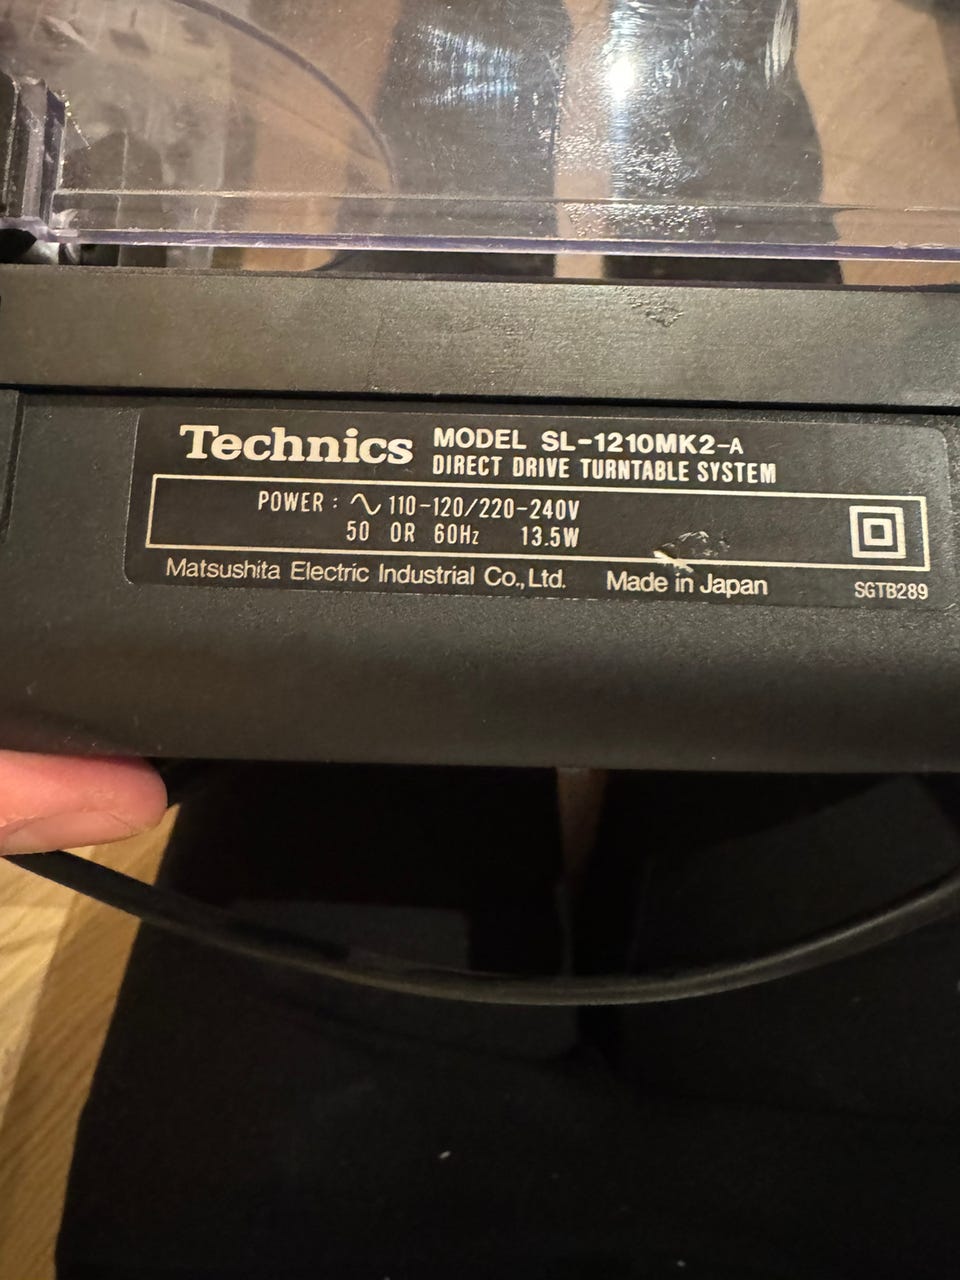 Technics MODEL SL-1210MK2-A
DIRECT DRIVE TURNTABLE SYSTEM
POWER : ∿ 110-120/220-240V
50 OR 60Hz 13.5W
Matsushita Electric Industrial Co., Ltd. Made in Japan SGTB289